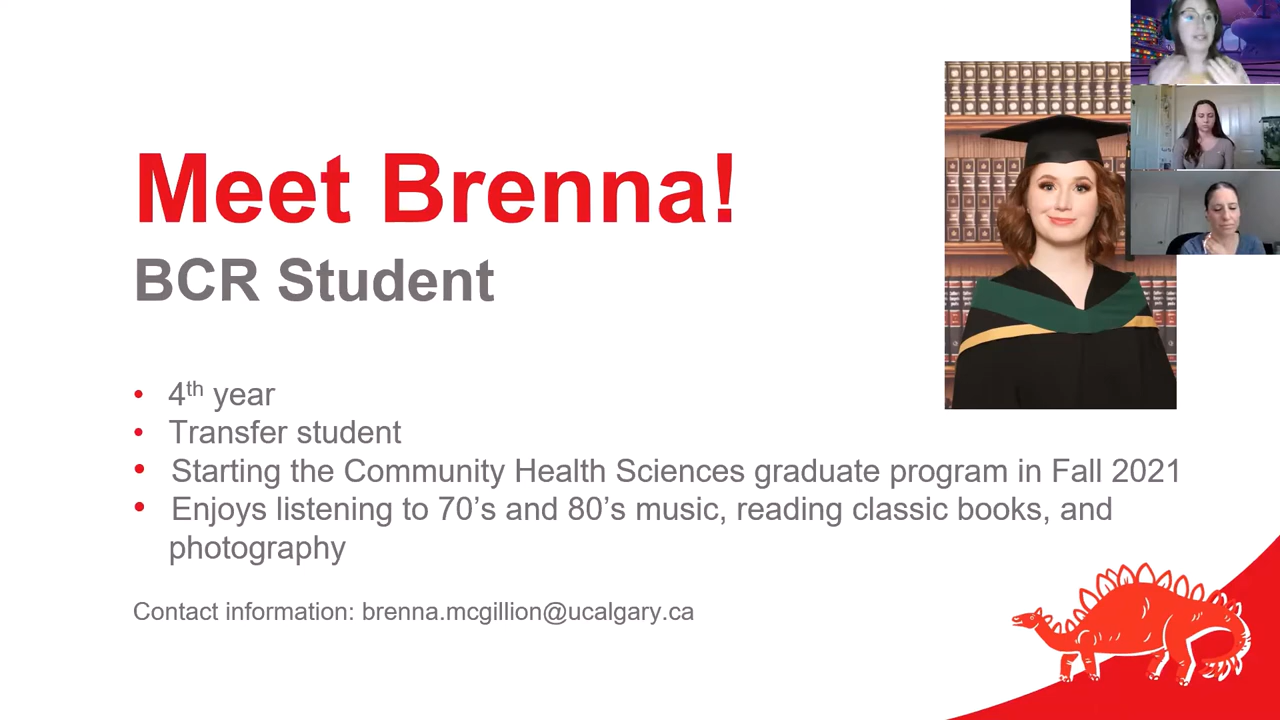 Meet Brenna!
BCR Student
• 4th year
• Transfer student
• Starting the Community Health Sciences graduate program in Fall 2021
• Enjoys listening to 70’s and 80’s music, reading classic books, and
photography
Contact information: brenna.mcgillion@ucalgary.ca